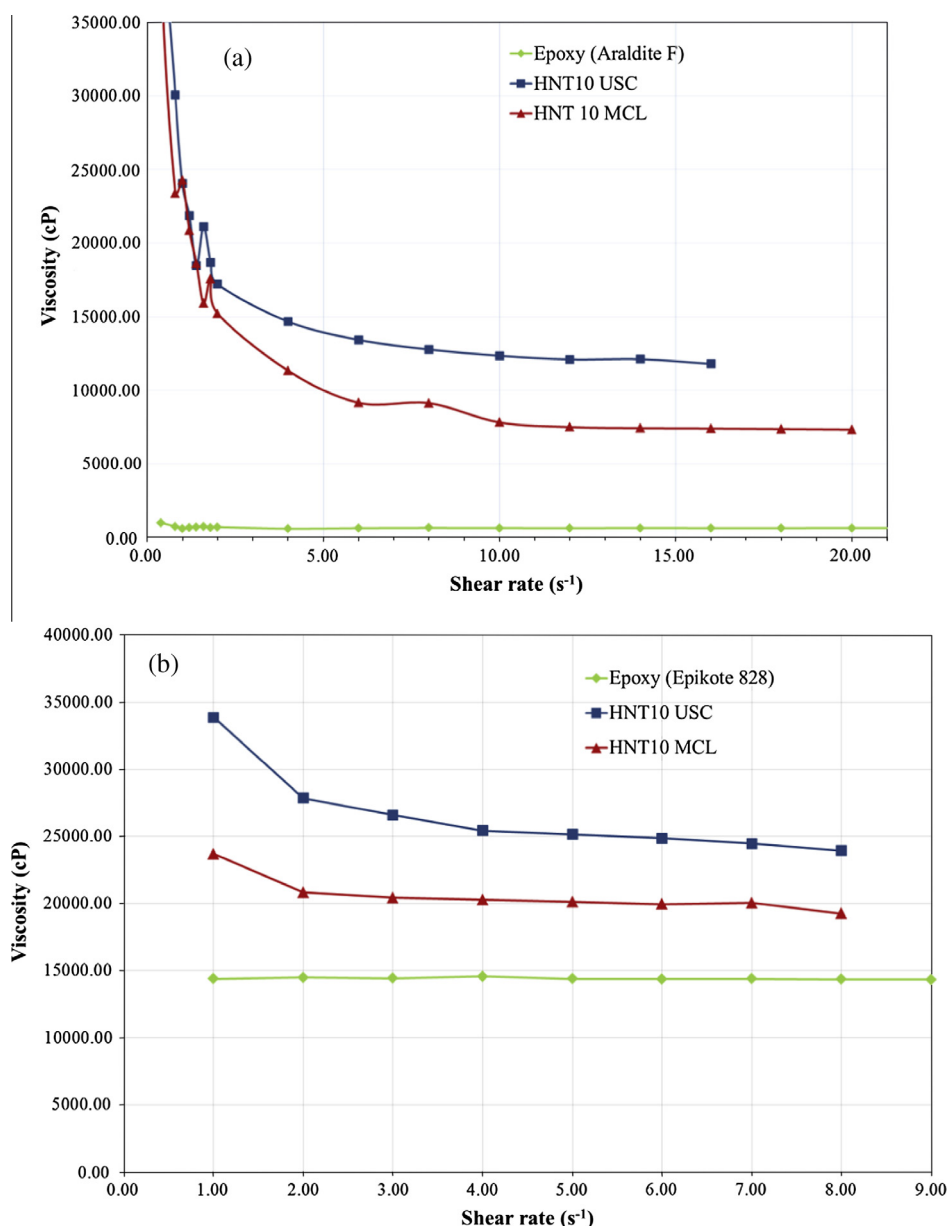 (a)
Epoxy (Araldite F)
HNT10 USC
HNT 10 MCL
35000.00
30000.00
25000.00
20000.00
15000.00
10000.00
5000.00
0.00
Viscosity (cP)
0.00 5.00 10.00 15.00 20.00
Shear rate (s⁻¹)
(b)
Epoxy (Epikote 828)
HNT10 USC
HNT10 MCL
40000.00
35000.00
30000.00
25000.00
20000.00
15000.00
10000.00
5000.00
0.00
Viscosity (cP)
0.00 1.00 2.00 3.00 4.00 5.00 6.00 7.00 8.00 9.00
Shear rate (s⁻¹)